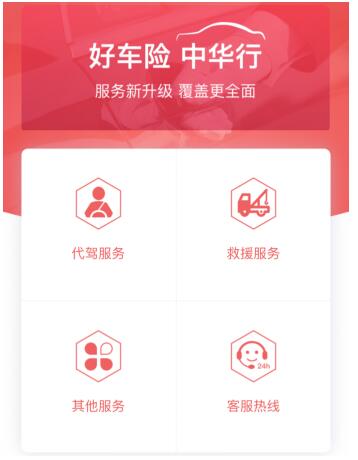 好车险 中华行
服务新升级 覆盖更全面
代驾服务
救援服务
24h
其他服务
客服热线